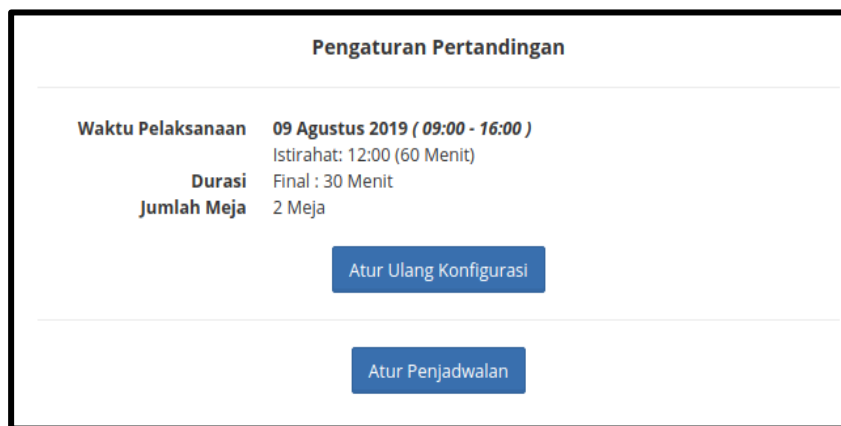 Pengaturan Pertandingan
Waktu Pelaksanaan 09 Agustus 2019 ( 09:00 - 16:00 )
Istirahat: 12:00 (60 Menit)
Durasi Final : 30 Menit
Jumlah Meja 2 Meja
Atur Ulang Konfigurasi
Atur Penjadwalan